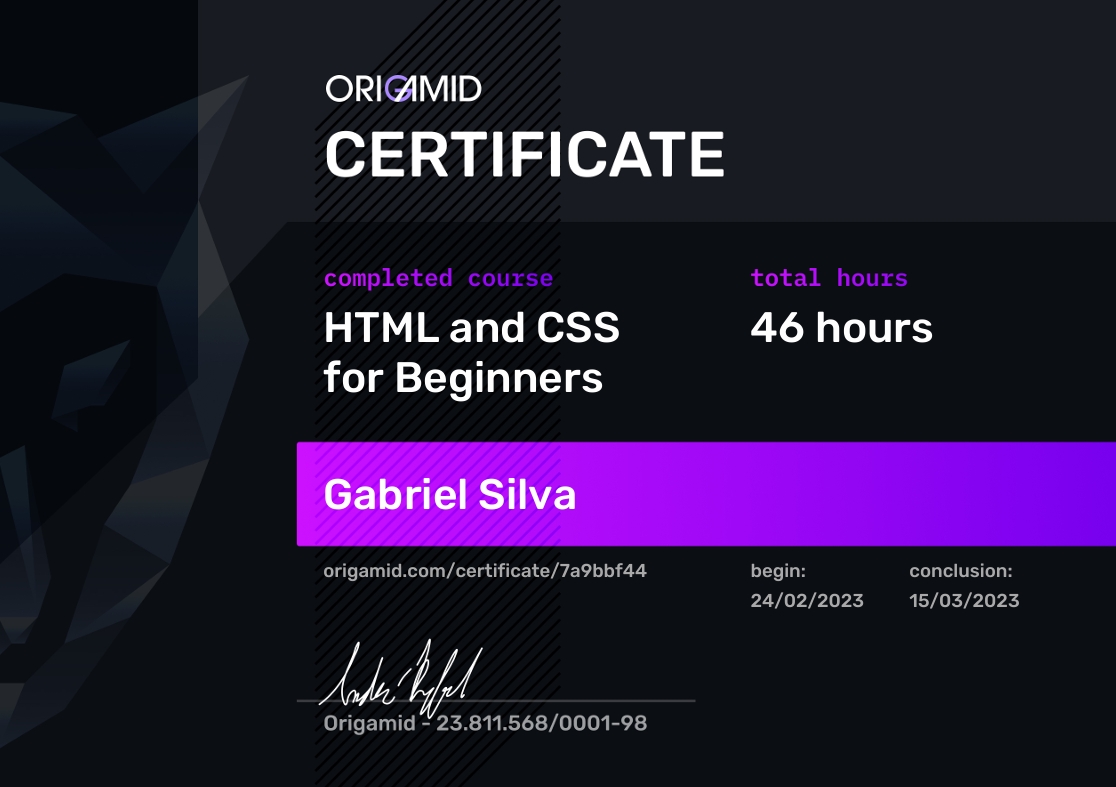 ORIGAMID
CERTIFICATE
completed course
HTML and CSS
for Beginners
total hours
46 hours
Gabriel Silva
origamid.com/certificate/7a9bbf44
begin:
24/02/2023
conclusion:
15/03/2023
Origamid - 23.811.568/0001-98